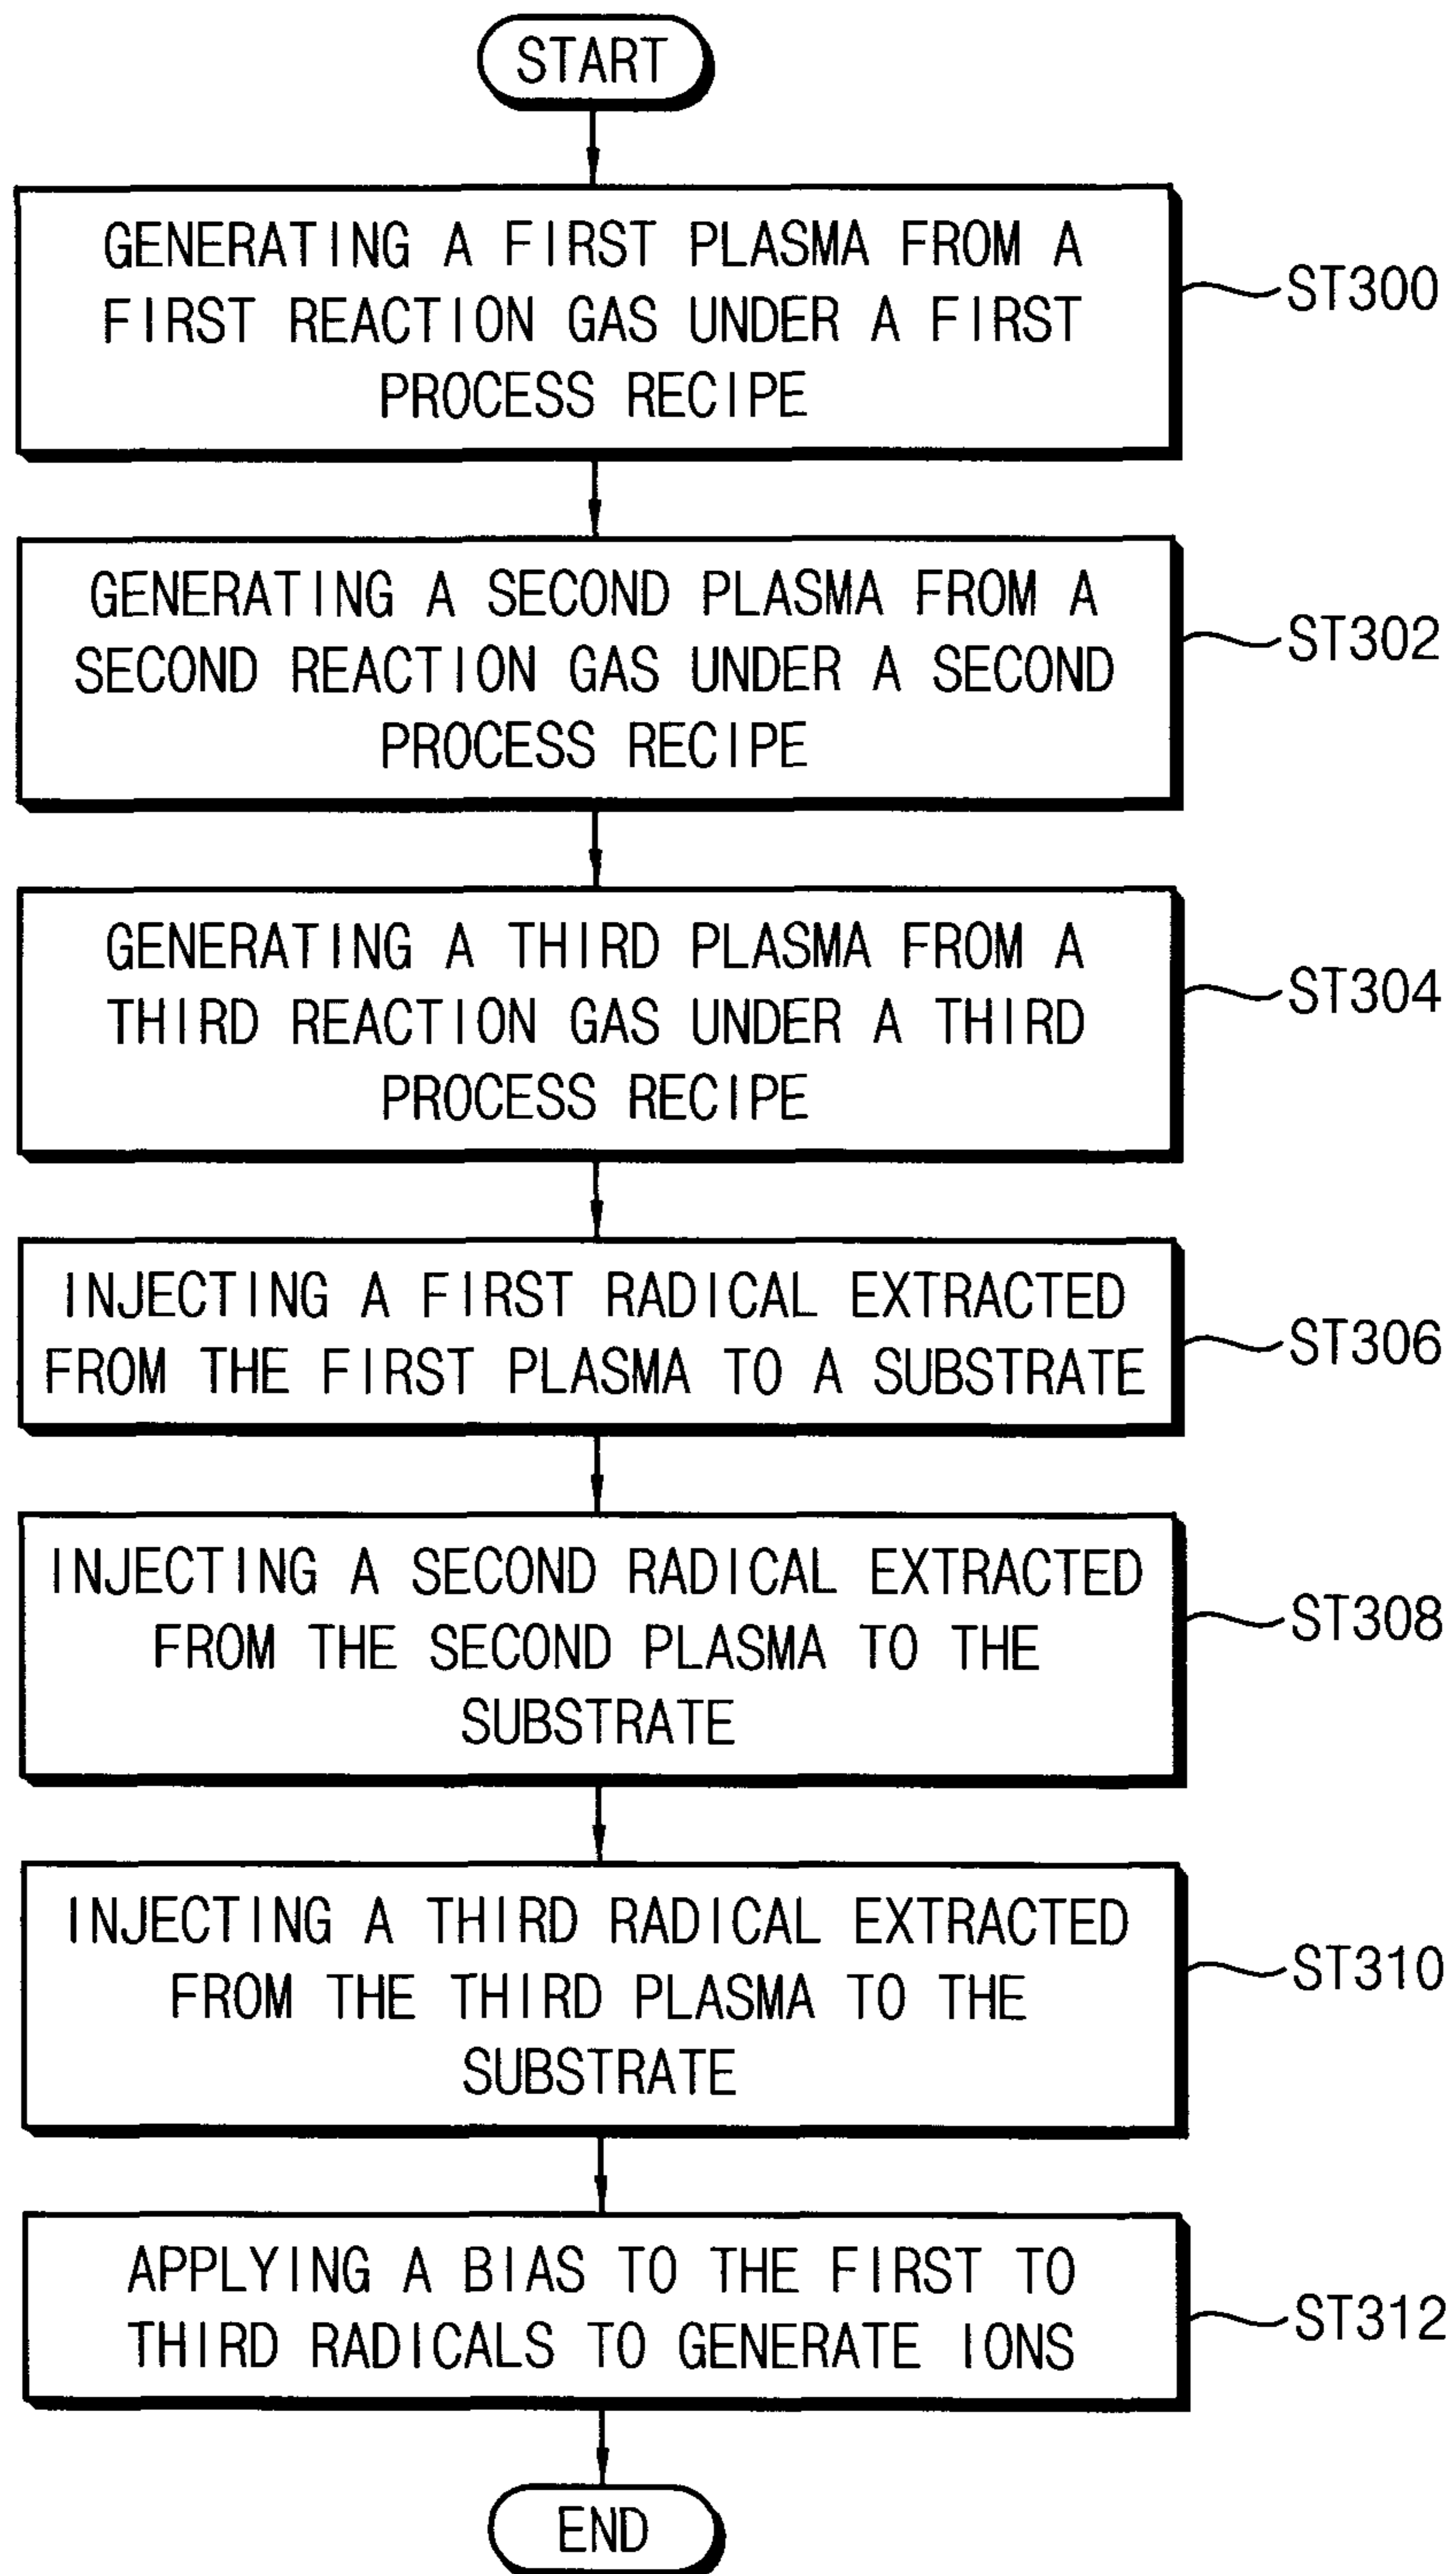 START
GENERATING A FIRST PLASMA FROM A
FIRST REACTION GAS UNDER A FIRST
PROCESS RECIPE
ST300
GENERATING A SECOND PLASMA FROM A
SECOND REACTION GAS UNDER A SECOND
PROCESS RECIPE
ST302
GENERATING A THIRD PLASMA FROM A
THIRD REACTION GAS UNDER A THIRD
PROCESS RECIPE
ST304
INJECTING A FIRST RADICAL EXTRACTED
FROM THE FIRST PLASMA TO A SUBSTRATE
ST306
INJECTING A SECOND RADICAL EXTRACTED
FROM THE SECOND PLASMA TO THE
SUBSTRATE
ST308
INJECTING A THIRD RADICAL EXTRACTED
FROM THE THIRD PLASMA TO THE
SUBSTRATE
ST310
APPLYING A BIAS TO THE FIRST TO
THIRD RADICALS TO GENERATE IONS
ST312
END